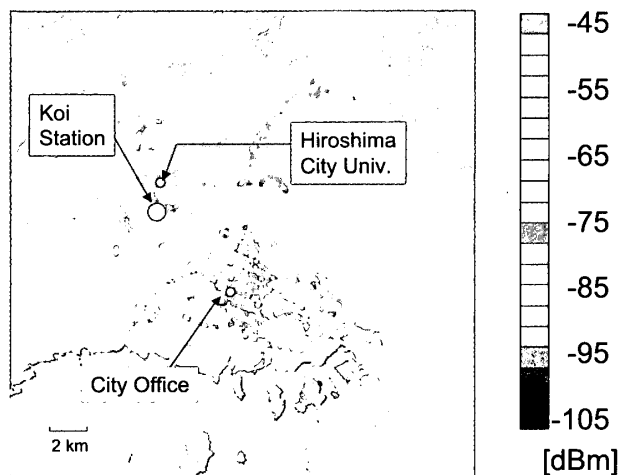 Koi
Station
Hiroshima
City Univ.
City Office
2 km
-45
-55
-65
-75
-85
-95
-105
[dBm]